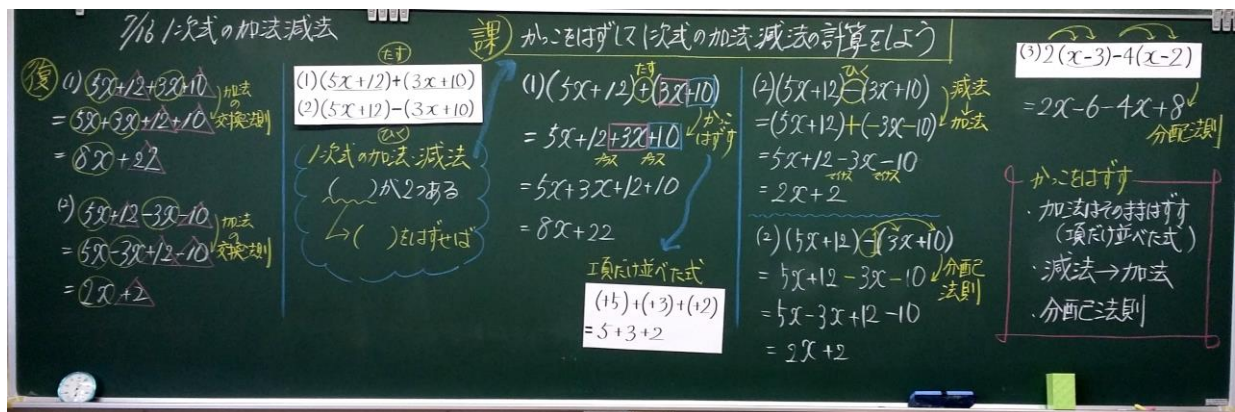 7/16 1次式の加法減法
復
(1) 5x+12+3x+10
= 5x+3x+12+10
= 8x+22
加法の交換法則
(2) 5x+12-3x-10
= 5x-3x+12-10
= 2x+2
加法の交換法則
たす
(1)(5x+12)+(3x+10)
(2)(5x+12)-(3x+10)
ひく
1次式の加法・減法
( )が2つある
→( )をはずせば
課 かっこをはずして1次式の加法・減法の計算をしよう
たす
(1)(5x+12)+(3x+10)
= 5x+12+3x+10
かっこはずす
プラス プラス
= 5x+3x+12+10
= 8x+22
項だけ並べた式
(+5)+(+3)+(+2)
= 5+3+2
ひく
(2)(5x+12)-(3x+10)
=(5x+12)+(-3x-10)
減法
↓
加法
=5x+12-3x-10
マイナス マイナス
=2x+2
(2)(5x+12)-(3x+10)
= 5x+12-3x-10
分配法則
= 5x-3x+12-10
= 2x+2
(3) 2(x-3)-4(x-2)
=2x-6-4x+8
分配法則
かっこをはずす
・加法はそのままはずす
(項だけ並べた式)
・減法→加法
・分配法則